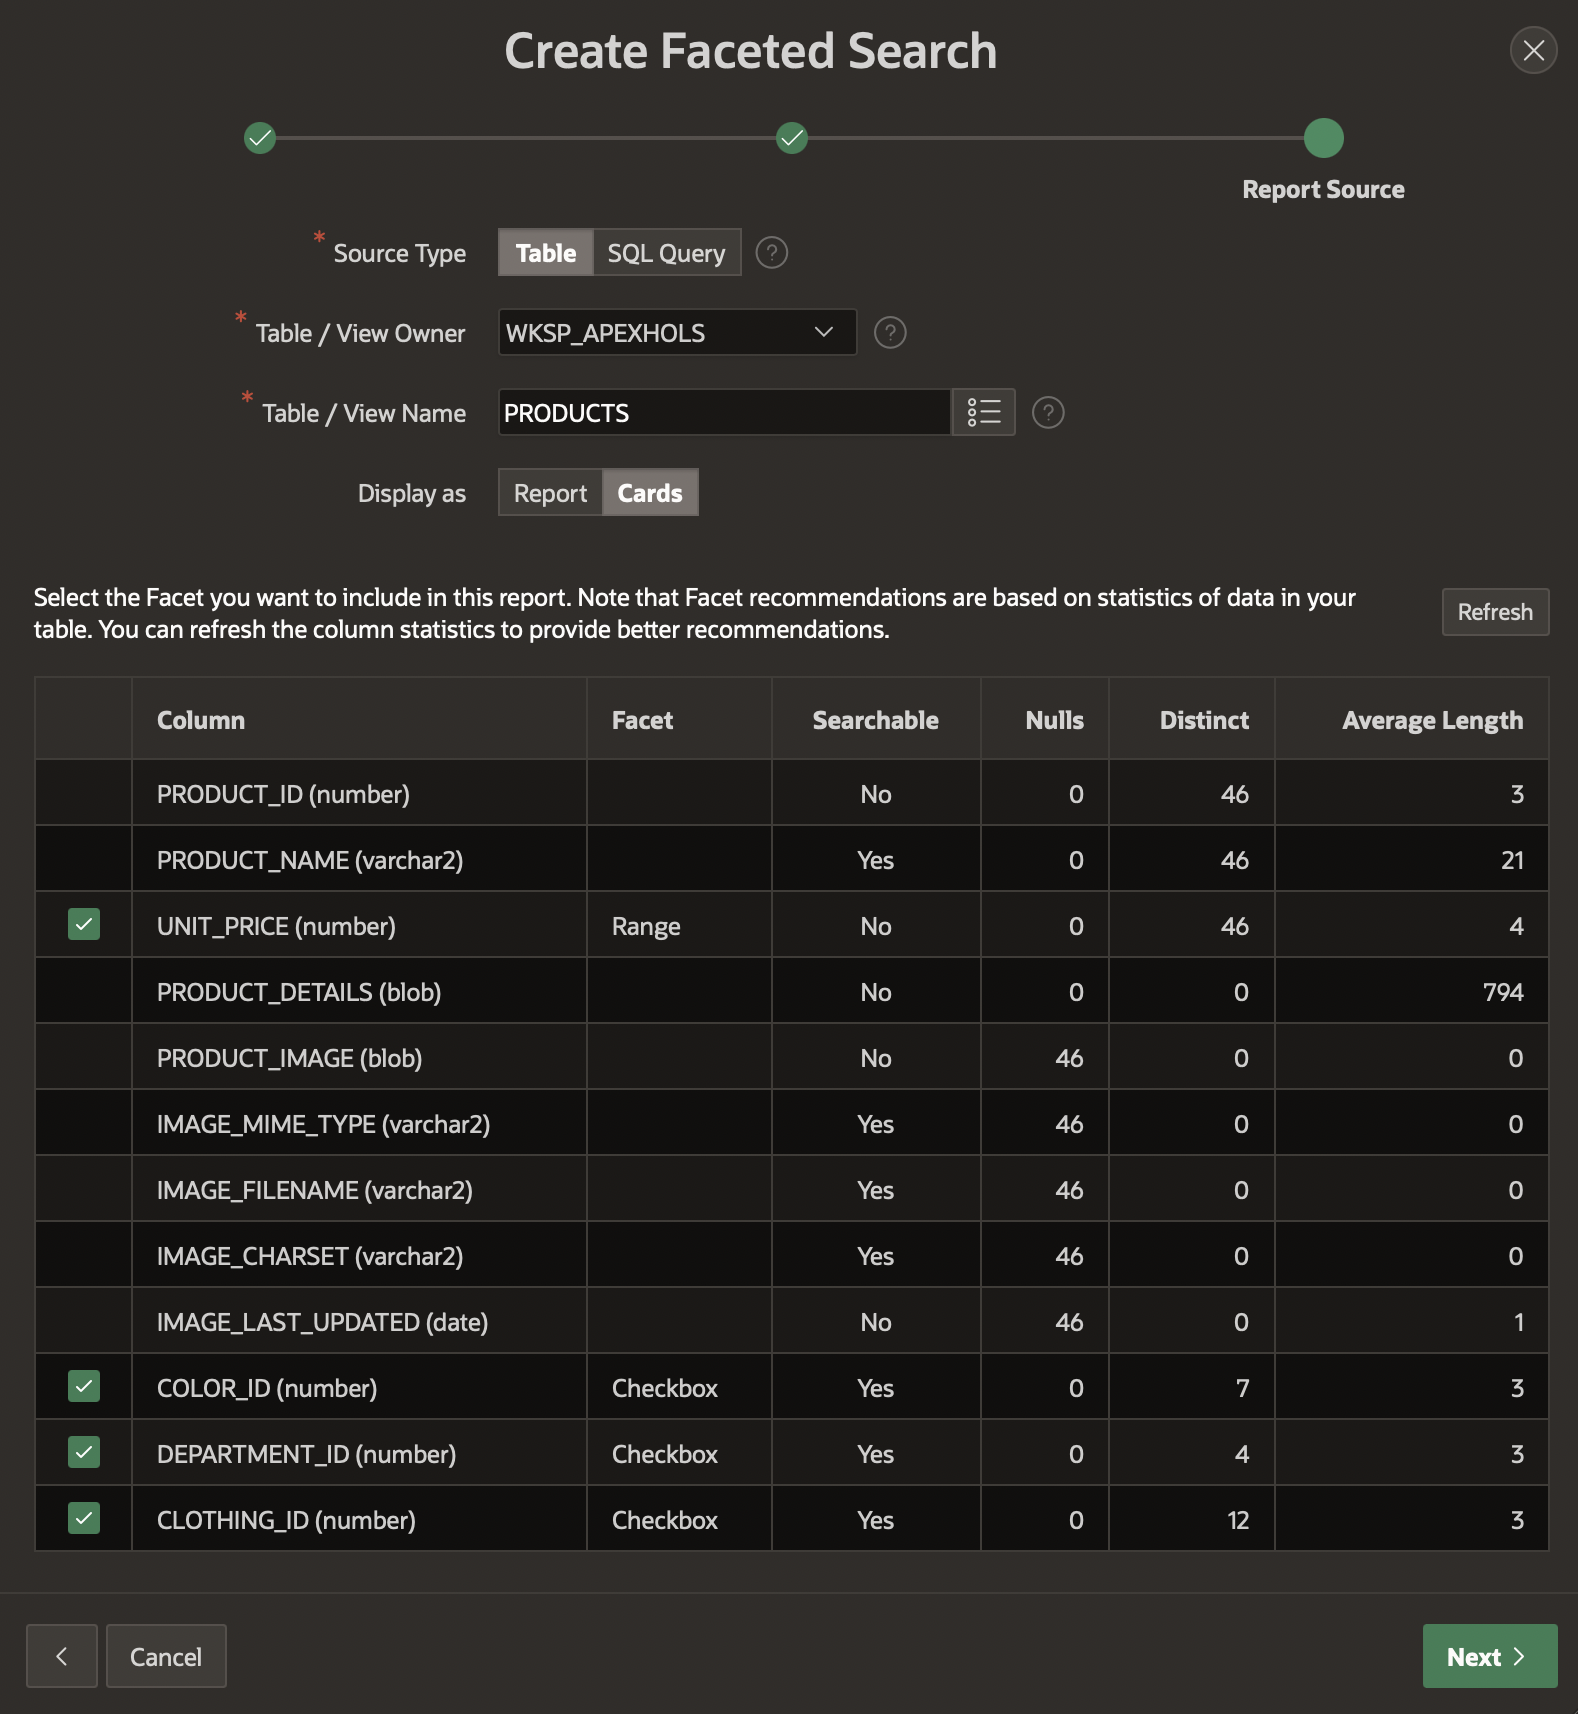 Create Faceted Search
Report Source
* Source Type Table SQL Query ?
* Table / View Owner WKSP_APEXHOLS ?
* Table / View Name PRODUCTS ?
Display as Report Cards
Select the Facet you want to include in this report. Note that Facet recommendations are based on statistics of data in your
table. You can refresh the column statistics to provide better recommendations.
Refresh
Column Facet Searchable Nulls Distinct Average Length
PRODUCT_ID (number) No 0 46 3
PRODUCT_NAME (varchar2) Yes 0 46 21
UNIT_PRICE (number) Range No 0 46 4
PRODUCT_DETAILS (blob) No 0 0 794
PRODUCT_IMAGE (blob) No 46 0 0
IMAGE_MIME_TYPE (varchar2) Yes 46 0 0
IMAGE_FILENAME (varchar2) Yes 46 0 0
IMAGE_CHARSET (varchar2) Yes 46 0 0
IMAGE_LAST_UPDATED (date) No 46 0 1
COLOR_ID (number) Checkbox Yes 0 7 3
DEPARTMENT_ID (number) Checkbox Yes 0 4 3
CLOTHING_ID (number) Checkbox Yes 0 12 3
Cancel
Next